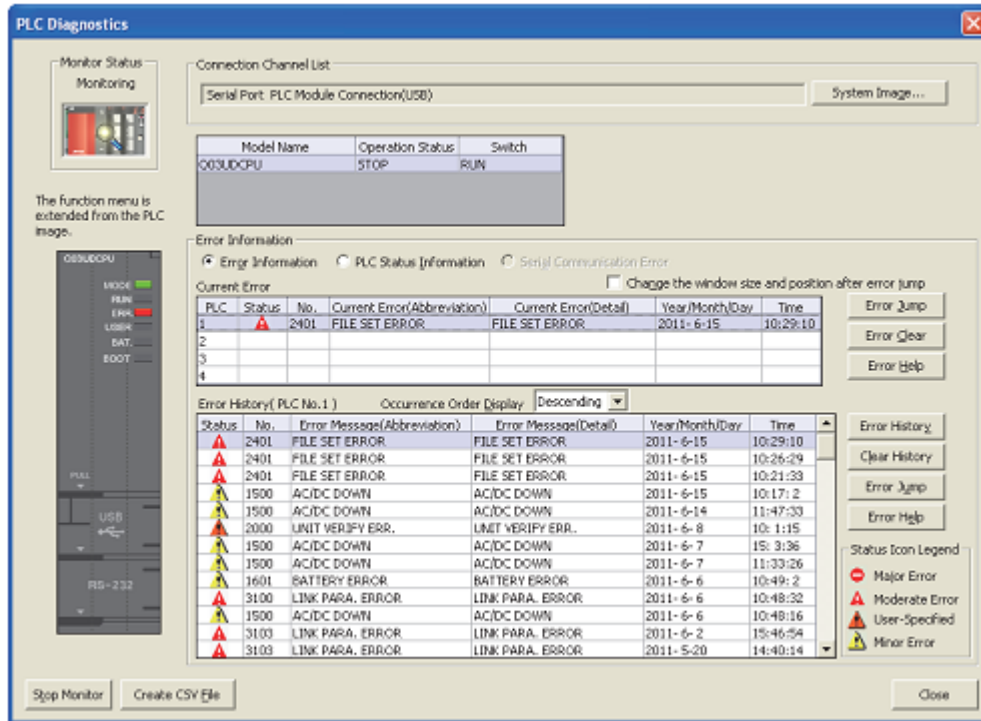 PLC Diagnostics
Monitor Status
Monitoring
Connection Channel List
Serial Port PLC Module Connection(USB)
System Image...
Model Name Operation Status Switch
Q03UDCPU STOP RUN
The function menu is
extended from the PLC
image.
Error Information
Error Information PLC Status Information Serial Communication Error
Change the window size and position after error jump
Current Error
PLC Status No. Current Error(Abbreviation) Current Error(Detail) Year/Month/Day Time
1 2401 FILE SET ERROR FILE SET ERROR 2011- 6-15 10:29:10
2
3
4
Error Jump
Error Clear
Error Help
Q03UDCPU
MODE
RUN
ERR.
USER
BAT.
BOOT
PULL
USB
RS-232
Error History( PLC No.1 ) Occurrence Order Display Descending
Status No. Error Message(Abbreviation) Error Message(Detail) Year/Month/Day Time
2401 FILE SET ERROR FILE SET ERROR 2011- 6-15 10:29:10
2401 FILE SET ERROR FILE SET ERROR 2011- 6-15 10:26:29
2401 FILE SET ERROR FILE SET ERROR 2011- 6-15 10:21:33
1500 AC/DC DOWN AC/DC DOWN 2011- 6-15 10:17: 2
1500 AC/DC DOWN AC/DC DOWN 2011- 6-14 11:47:33
2000 UNIT VERIFY ERR. UNIT VERIFY ERR. 2011- 6- 8 10: 1:15
1500 AC/DC DOWN AC/DC DOWN 2011- 6- 7 15: 3:36
1500 AC/DC DOWN AC/DC DOWN 2011- 6- 7 11:33:26
1601 BATTERY ERROR BATTERY ERROR 2011- 6- 6 10:49: 2
3100 LINK PARA. ERROR LINK PARA. ERROR 2011- 6- 6 10:48:32
1500 AC/DC DOWN AC/DC DOWN 2011- 6- 6 10:48:16
3103 LINK PARA. ERROR LINK PARA. ERROR 2011- 6- 2 15:46:54
3103 LINK PARA. ERROR LINK PARA. ERROR 2011- 5-20 14:40:14
Error History
Clear History
Error Jump
Error Help
Status Icon Legend
Major Error
Moderate Error
User-Specified
Minor Error
Stop Monitor
Create CSV File
Close